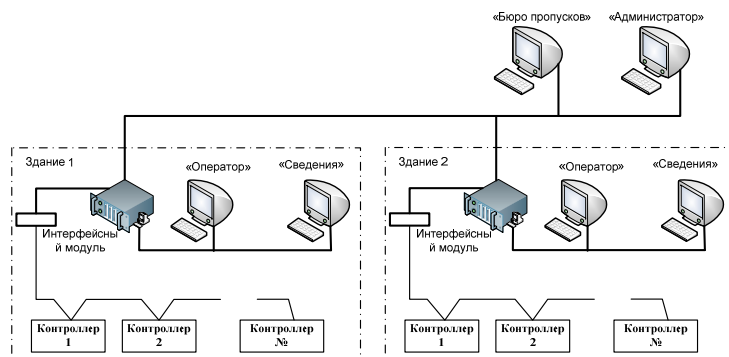 «Бюро пропусков» «Администратор»
Здание 1
«Оператор» «Сведения»
Интерфейсны
й модуль
Контроллер
1
Контроллер
2
Контроллер
№
Здание 2
«Оператор» «Сведения»
Интерфейсны
й модуль
Контроллер
1
Контроллер
2
Контроллер
№